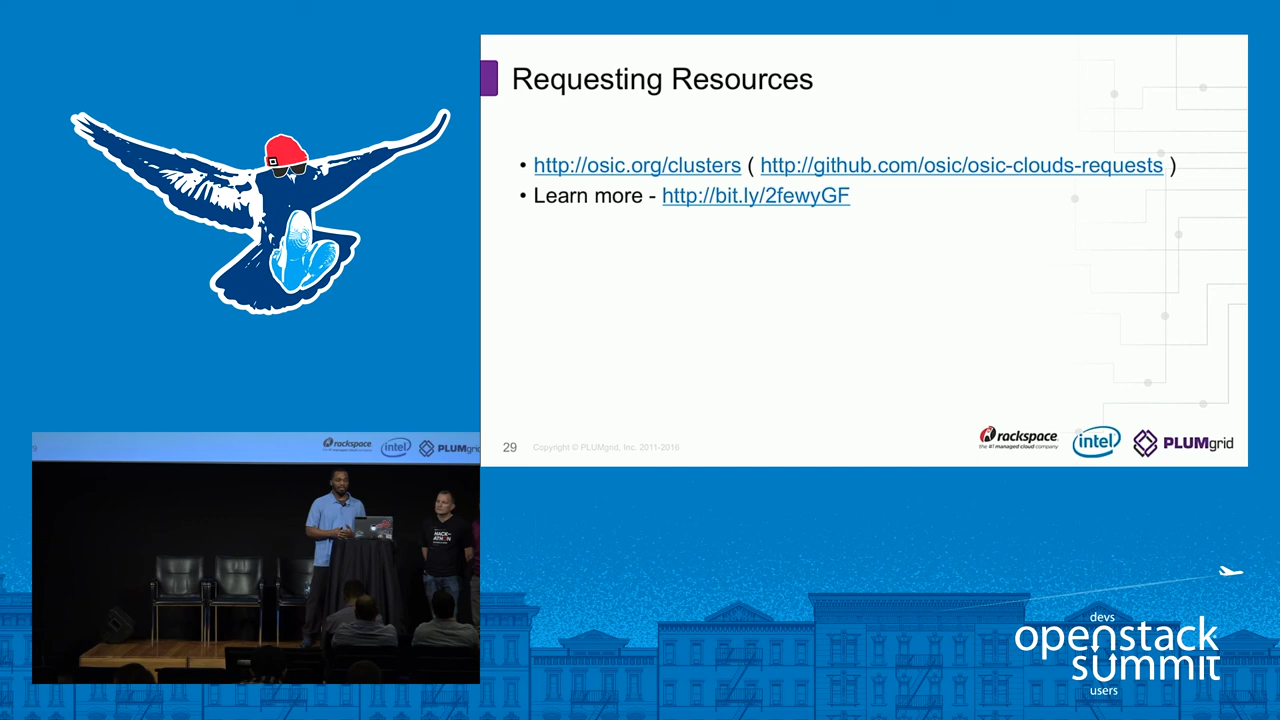 Requesting Resources
• http://osic.org/clusters ( http://github.com/osic/osic-clouds-requests )
• Learn more - http://bit.ly/2fewyGF
29 Copyright © PLUMgrid, Inc. 2011-2016
rackspace.
the #1 managed cloud company
intel
PLUMgrid
rackspace.
intel
PLUMgrid
HACK-
ATHON
devs
openstack
summit
users